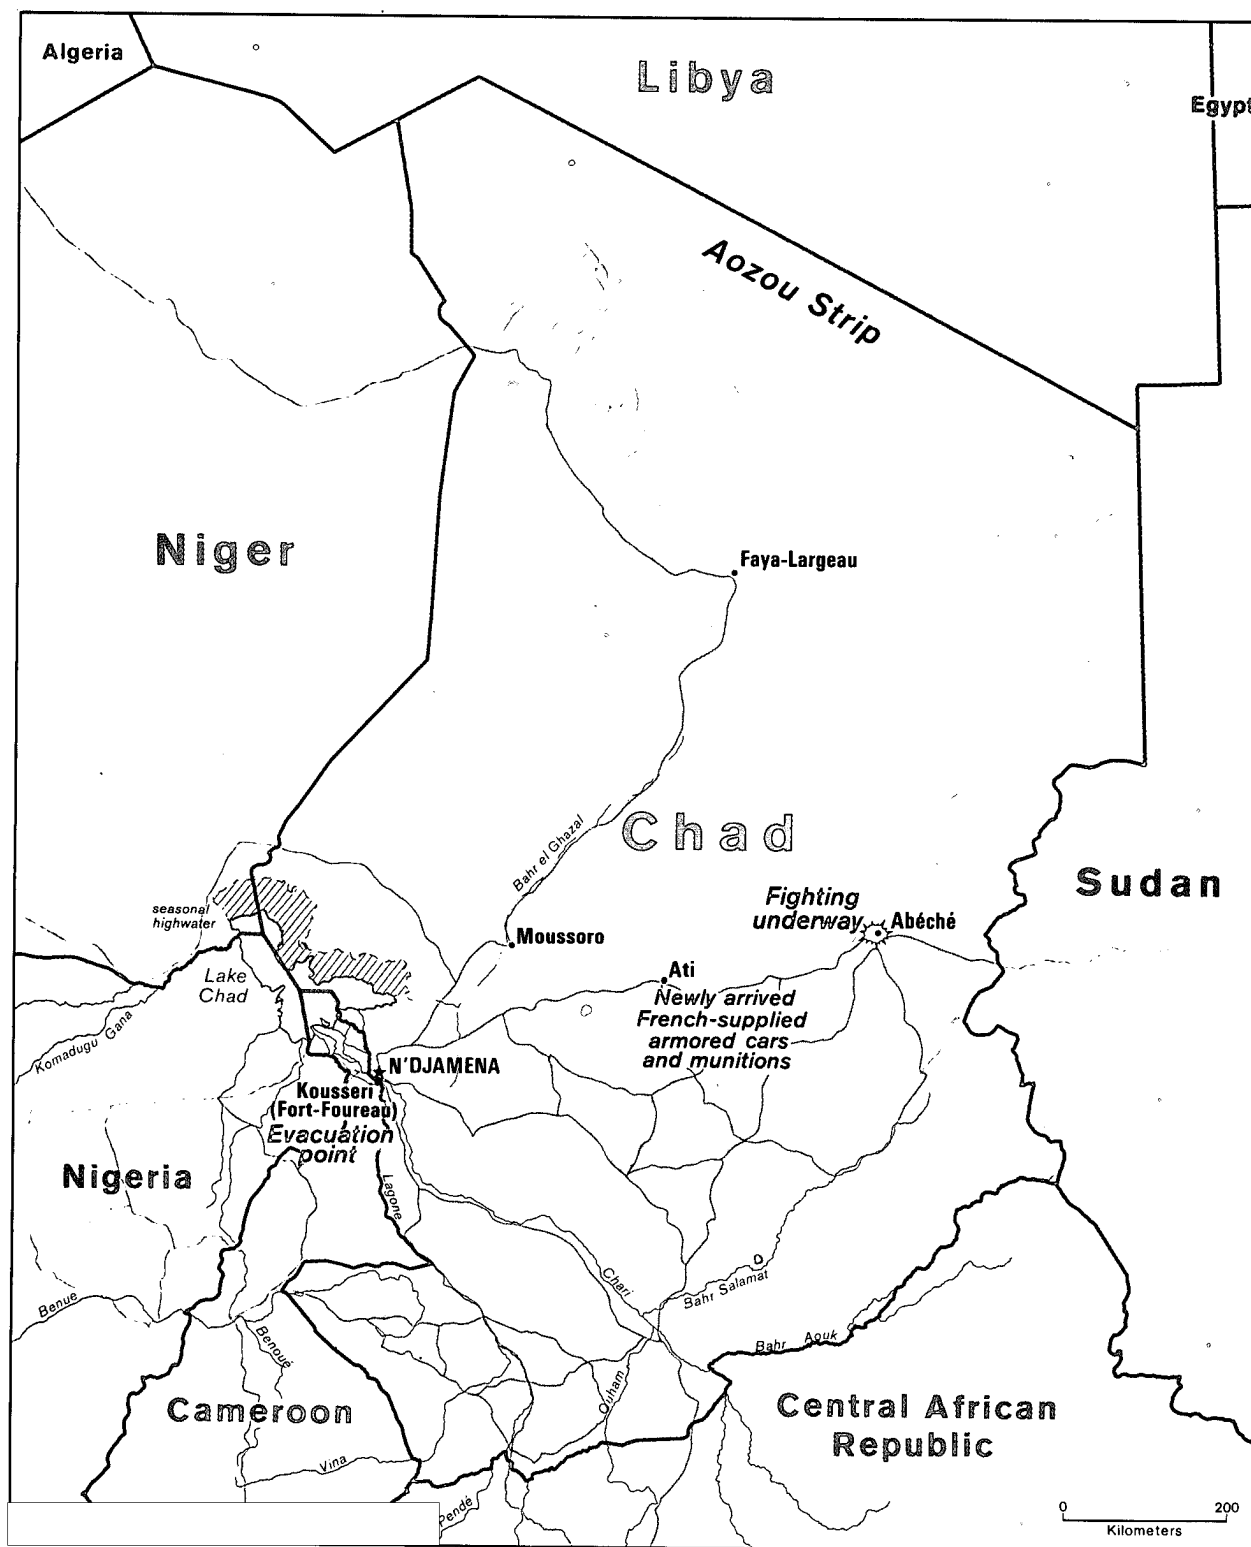 Algeria
Libya
Egypt
Aozou Strip
Niger
Faya-Largeau
Chad
Bahr el Ghazal
Sudan
Fighting
underway
Abéché
seasonal
highwater
Moussoro
Lake
Chad
Ati
Newly arrived
French-supplied
armored cars
and munitions
Komadugu Gana
N'DJAMENA
Kousseri
(Fort-Foureau)
Evacuation
point
Nigeria
Lagone
Chari
Bahr Salamat
Benue
Benoué
Bahr Aouk
Ouham
Cameroon
Central African
Republic
Vina
Pendé
0 200
Kilometers